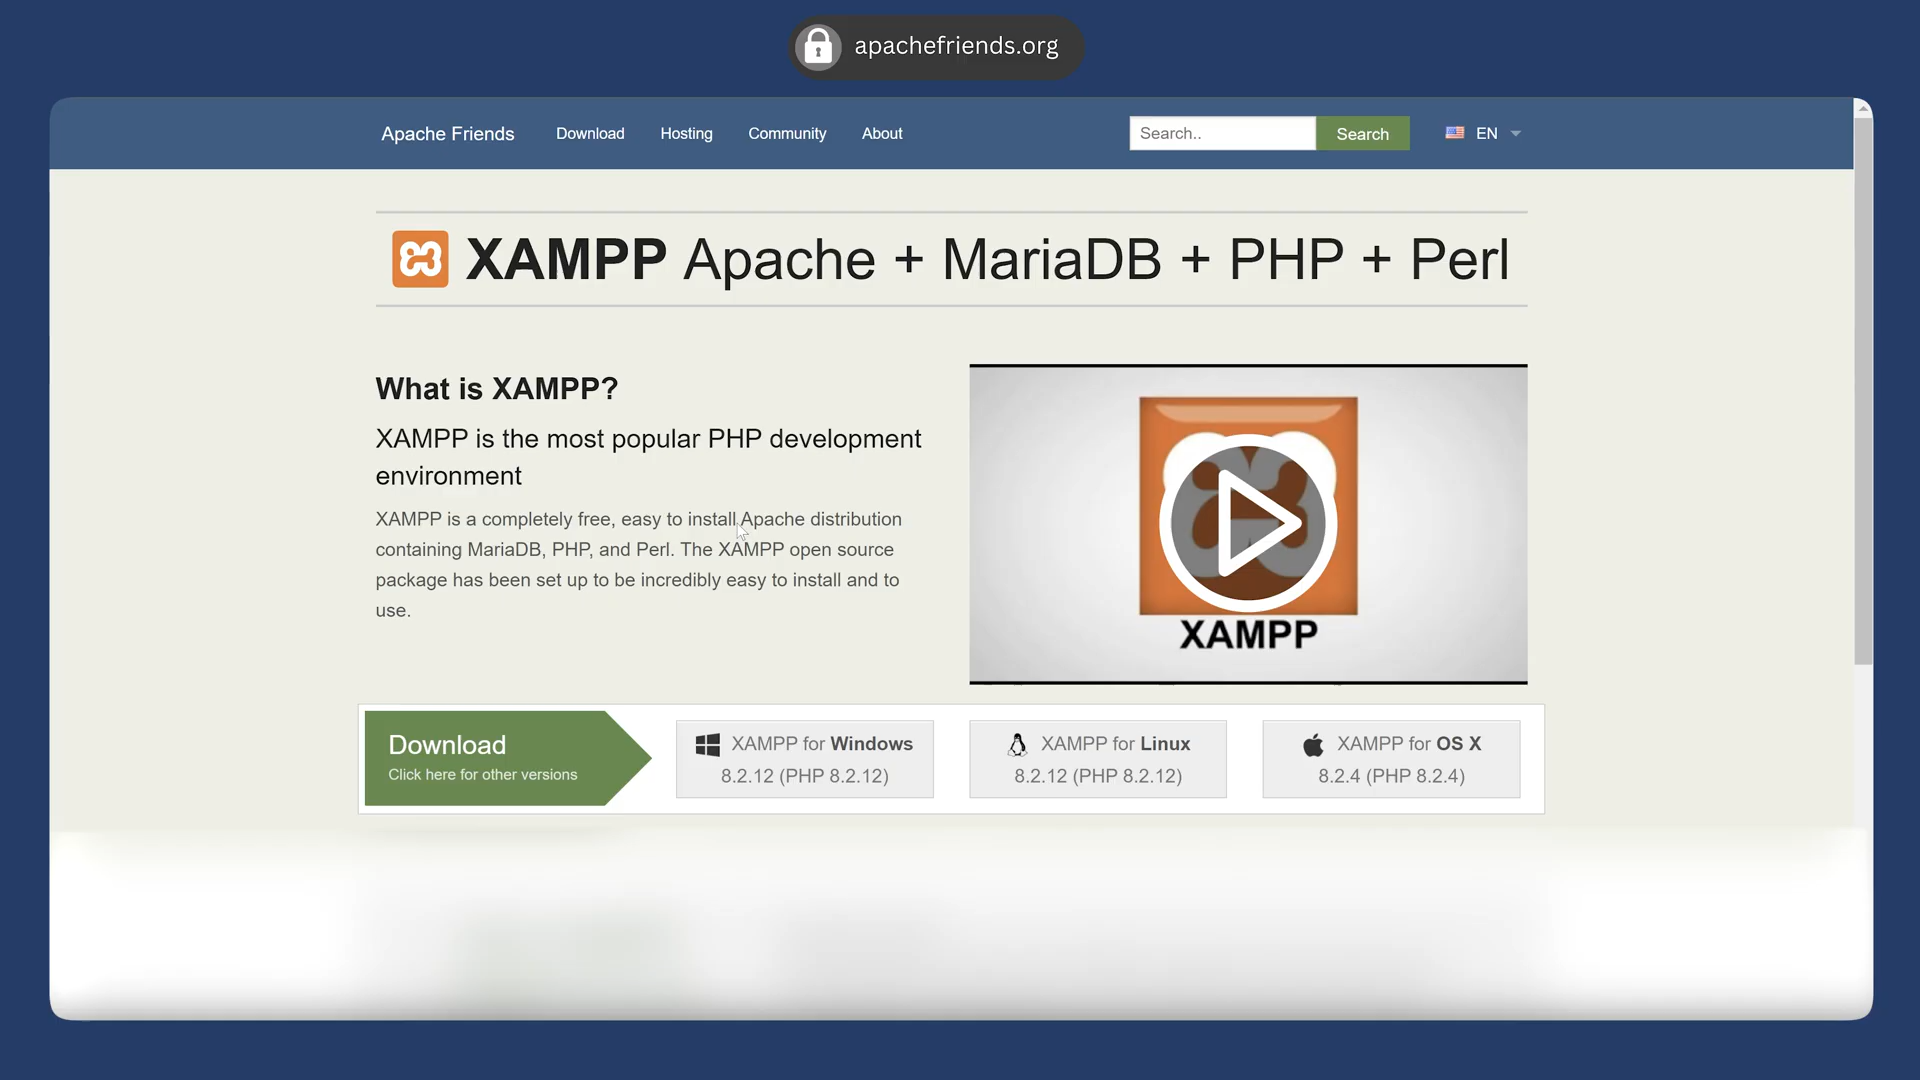 apachefriends.org
Apache Friends Download Hosting Community About Search.. Search EN
XAMPP Apache + MariaDB + PHP + Perl
What is XAMPP?
XAMPP is the most popular PHP development
environment
XAMPP is a completely free, easy to install Apache distribution
containing MariaDB, PHP, and Perl. The XAMPP open source
package has been set up to be incredibly easy to install and to
use.
XAMPP
Download
Click here for other versions
XAMPP for Windows
8.2.12 (PHP 8.2.12)
XAMPP for Linux
8.2.12 (PHP 8.2.12)
XAMPP for OS X
8.2.4 (PHP 8.2.4)